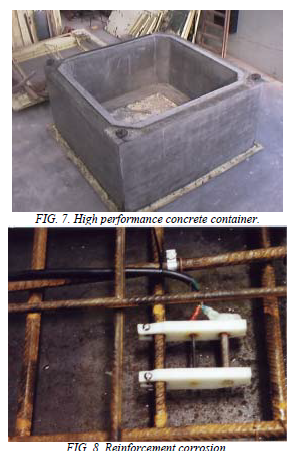 FIG. 7. High performance concrete container.
FIG. 8. Reinforcement corrosion